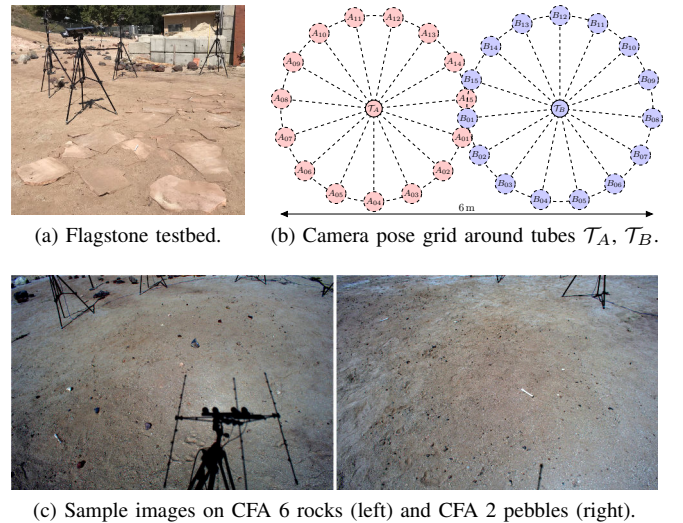 A11 A12
A10 A13
A09 A14
A08 A15
A07 A01
A06 A02
A05 A04 A03
𝒯A
B13 B12 B11
B14 B10
B15 B09
B01 B08
B02 B07
B03 B06
B04 B05
𝒯B
6 m
(a) Flagstone testbed.
(b) Camera pose grid around tubes 𝒯A, 𝒯B.
(c) Sample images on CFA 6 rocks (left) and CFA 2 pebbles (right).